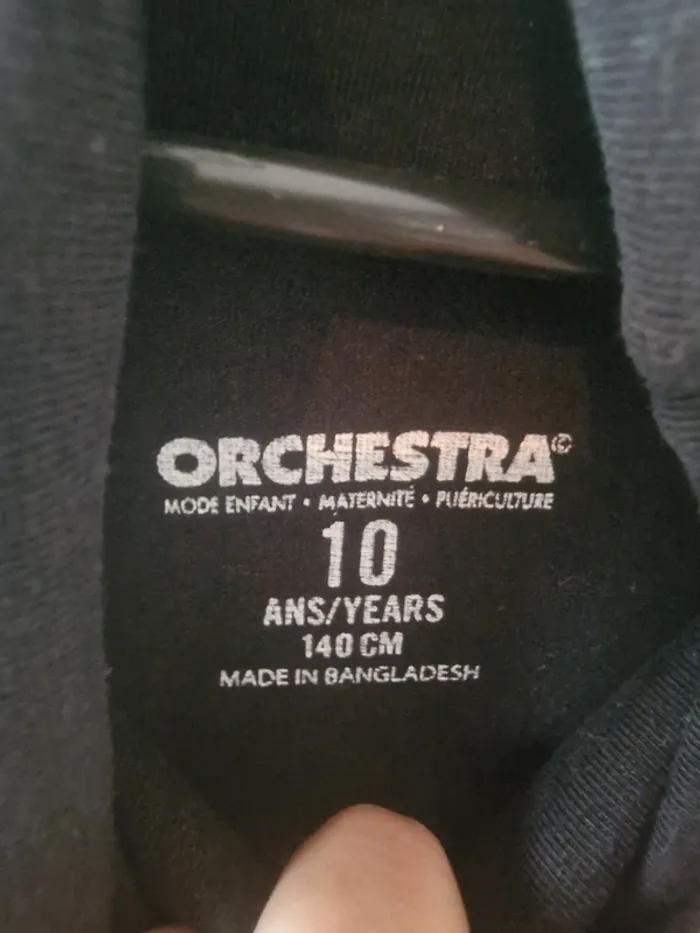 ORCHESTRA©
MODE ENFANT • MATERNITÉ • PUÉRICULTURE
10
ANS/YEARS
140 CM
MADE IN BANGLADESH